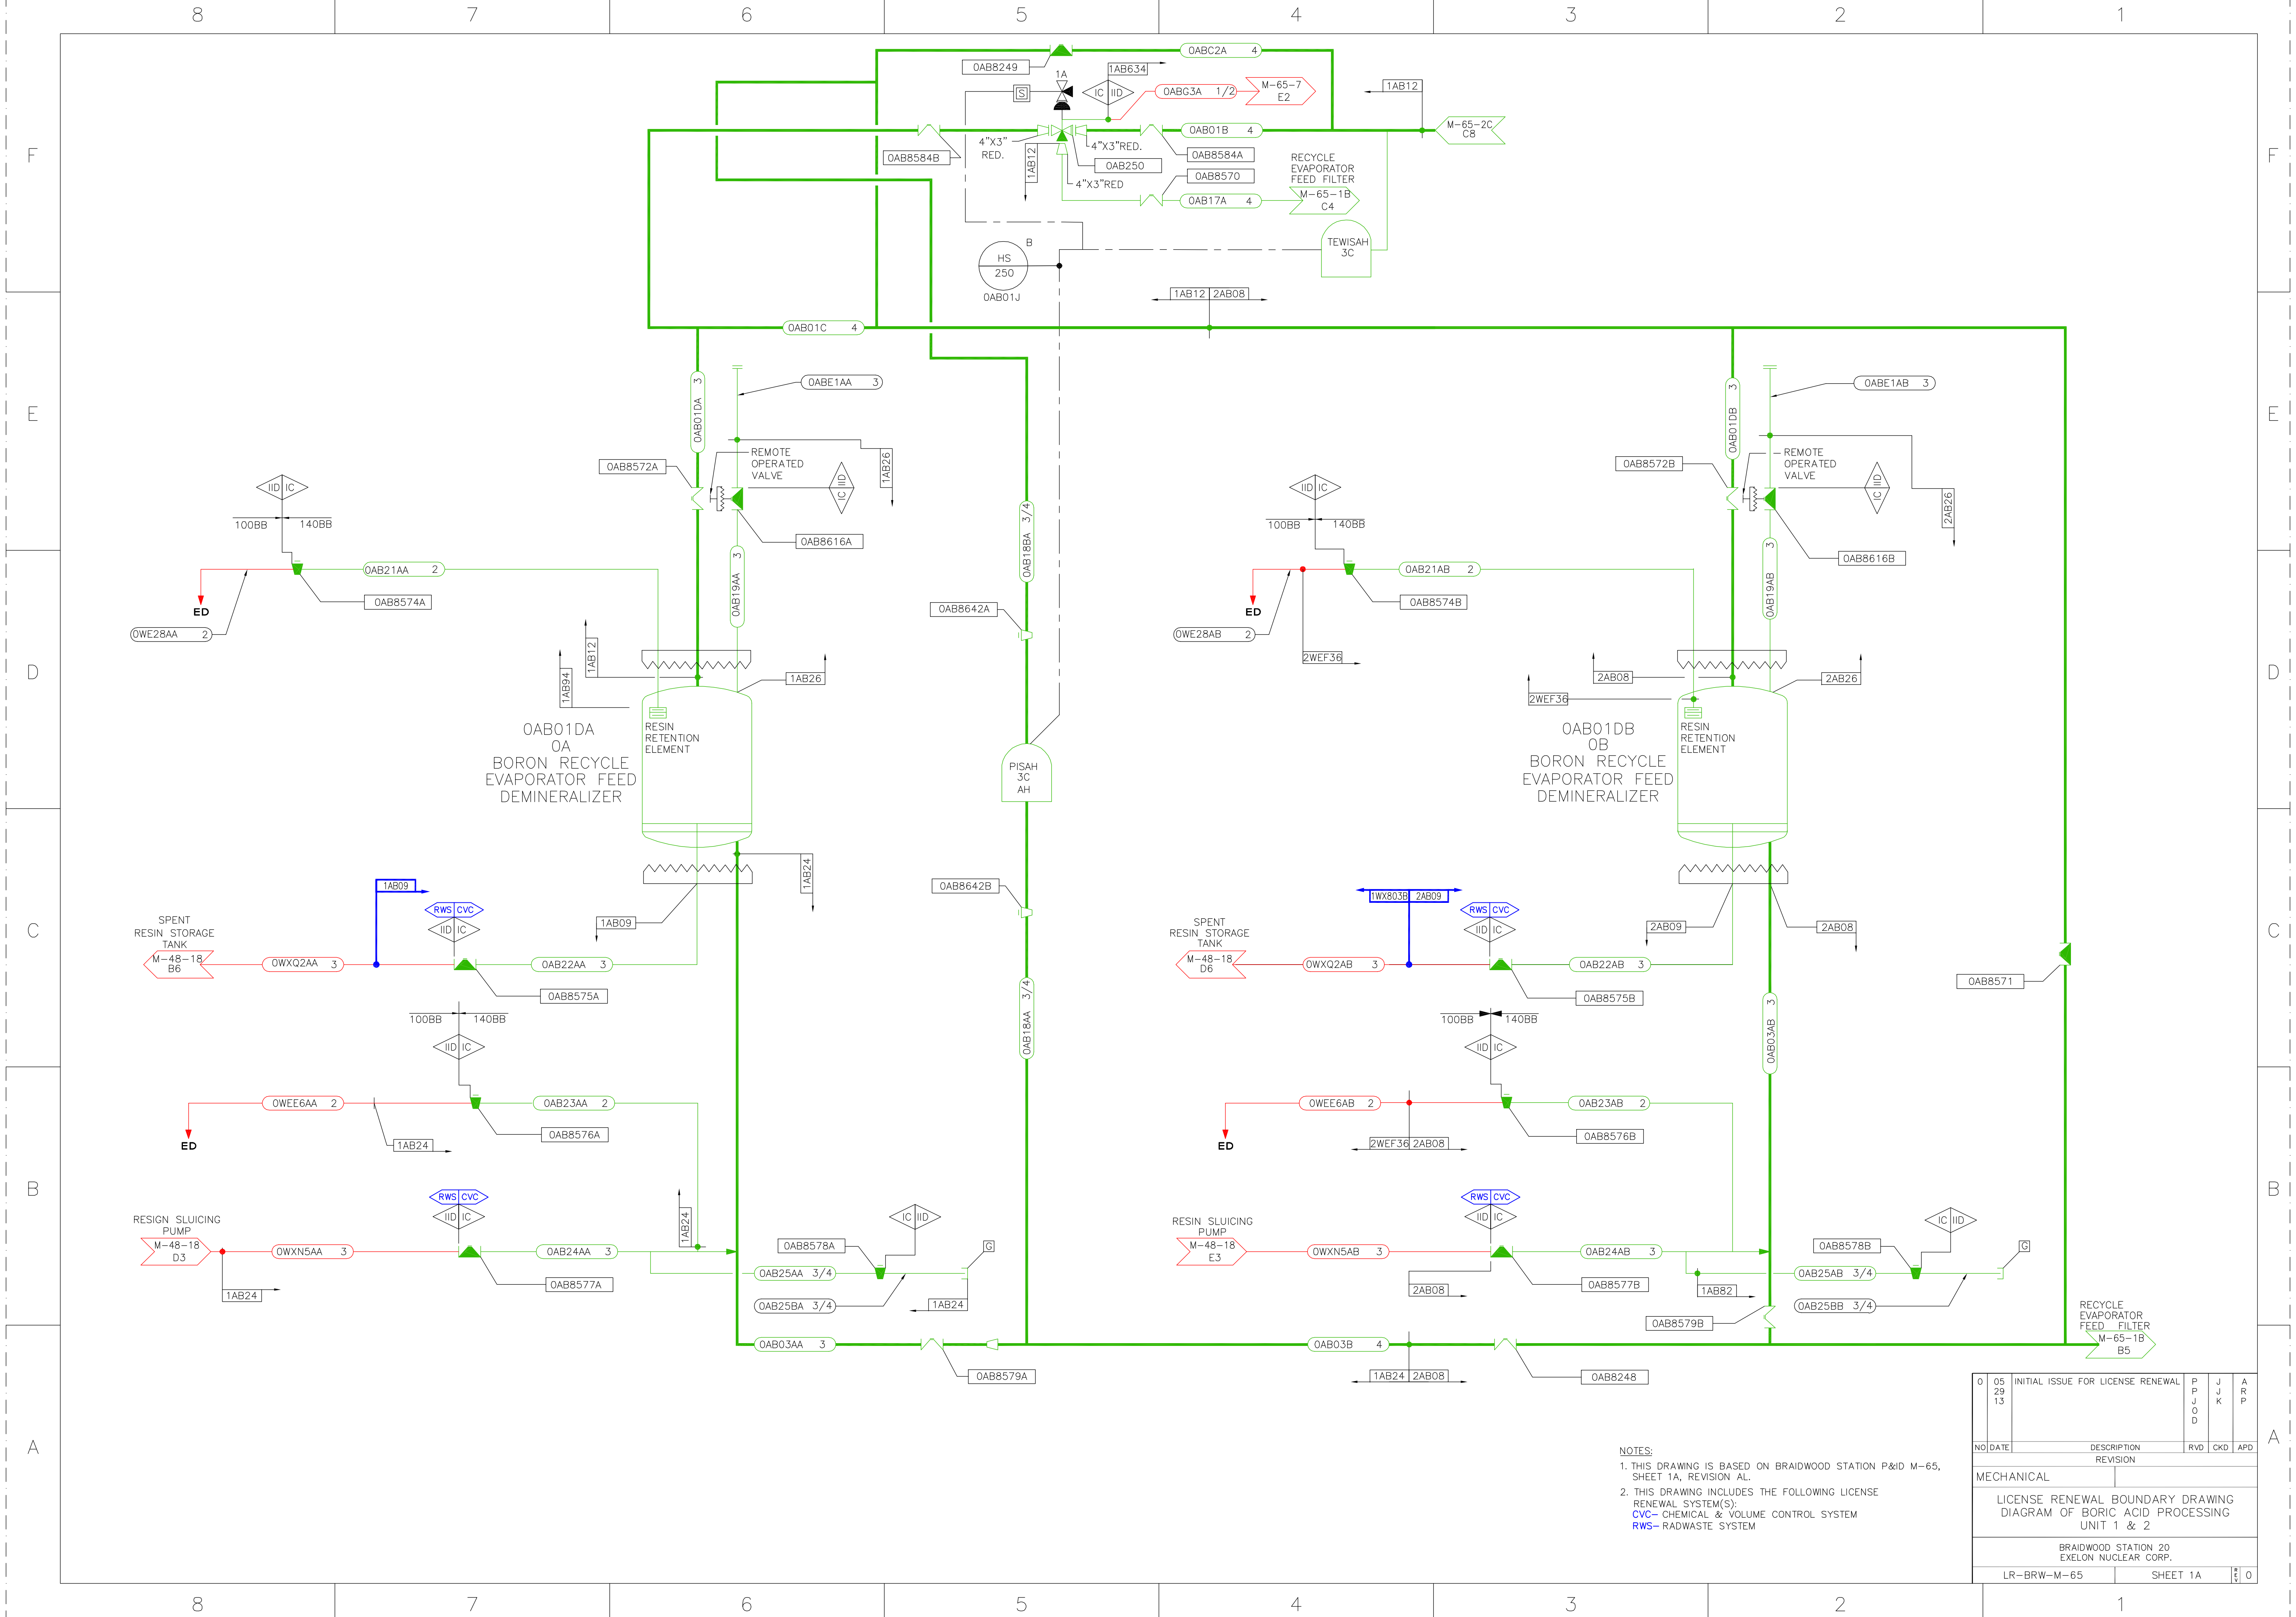 8 7 6 5 4 3 2 1
F
E
D
C
B
A
F
E
D
C
B
A
0ABC2A 4
0AB8249
1A
S
1AB634
IC IID
0ABG3A 1/2
M-65-7
E2
1AB12
0AB8584B
4"X3"
RED.
1AB12
4"X3"RED.
0AB250
4"X3"RED
0AB01B 4
0AB8584A
0AB8570
0AB17A 4
RECYCLE
EVAPORATOR
FEED FILTER
M-65-1B
C4
M-65-2C
C8
TEWISAH
3C
HS
250
B
0AB01J
1AB12 2AB08
0AB01C 4
0AB01DA 3
0ABE1AA 3
REMOTE
OPERATED
VALVE
0AB8572A
IC IID
1AB26
0AB8616A
0AB19AA 3
IID IC
100BB 140BB
0AB21AA 2
0AB8574A
ED
0WE28AA 2
1AB12
1AB94
1AB26
0AB01DA
0A
BORON RECYCLE
EVAPORATOR FEED
DEMINERALIZER
RESIN
RETENTION
ELEMENT
0AB18BA 3/4
0AB8642A
PISAH
3C
AH
0AB8642B
0AB18AA 3/4
0AB01DB 3
0ABE1AB 3
REMOTE
OPERATED
VALVE
0AB8572B
IC IID
2AB26
0AB8616B
0AB19AB 3
IID IC
100BB 140BB
0AB21AB 2
0AB8574B
ED
0WE28AB 2
2WEF36
2AB08
2WEF36
2AB26
0AB01DB
0B
BORON RECYCLE
EVAPORATOR FEED
DEMINERALIZER
RESIN
RETENTION
ELEMENT
1AB24
1AB09
1AB09
RWS CVC
IID IC
SPENT
RESIN STORAGE
TANK
M-48-18
B6
0WXQ2AA 3
0AB22AA 3
0AB8575A
100BB 140BB
IID IC
0WEE6AA 2
0AB23AA 2
ED
0AB8576A
1AB24
RWS CVC
IID IC
RESIGN SLUICING
PUMP
M-48-18
D3
1AB24
0WXN5AA 3
0AB24AA 3
0AB8577A
1AB24
IC IID
0AB8578A
G
0AB25AA 3/4
0AB25BA 3/4
1AB24
0AB03AA 3
0AB8579A
1WX803B 2AB09
RWS CVC
IID IC
SPENT
RESIN STORAGE
TANK
M-48-18
D6
0WXQ2AB 3
0AB22AB 3
0AB8575B
2AB09
2AB08
0AB8571
0AB03AB 3
100BB 140BB
IID IC
0WEE6AB 2
0AB23AB 2
ED
2WEF36 2AB08
0AB8576B
RWS CVC
IID IC
RESIN SLUICING
PUMP
M-48-18
E3
0WXN5AB 3
0AB24AB 3
2AB08
0AB8577B
IC IID
0AB8578B
G
0AB25AB 3/4
1AB82
0AB25BB 3/4
0AB8579B
RECYCLE
EVAPORATOR
FEED FILTER
M-65-1B
B5
0AB03B 4
1AB24 2AB08
0AB8248
NOTES:
1. THIS DRAWING IS BASED ON BRAIDWOOD STATION P&ID M-65,
SHEET 1A, REVISION AL.
2. THIS DRAWING INCLUDES THE FOLLOWING LICENSE
RENEWAL SYSTEM(S):
CVC- CHEMICAL & VOLUME CONTROL SYSTEM
RWS- RADWASTE SYSTEM
0 05 INITIAL ISSUE FOR LICENSE RENEWAL P J A
29 P J R
13 J K P
O
D
NO DATE DESCRIPTION RVD CKD APD
REVISION
MECHANICAL
LICENSE RENEWAL BOUNDARY DRAWING
DIAGRAM OF BORIC ACID PROCESSING
UNIT 1 & 2
BRAIDWOOD STATION 20
EXELON NUCLEAR CORP.
LR-BRW-M-65 SHEET 1A REV 0
8 7 6 5 4 3 2 1